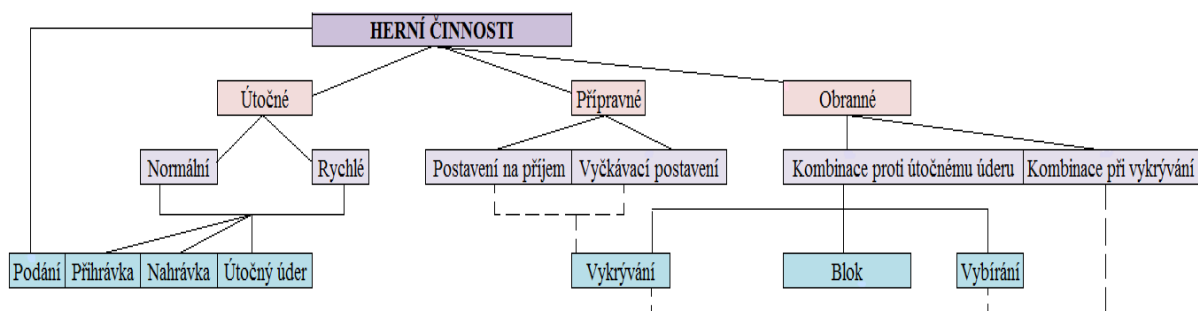 HERNÍ ČINNOSTI
Útočné
Přípravné
Obranné
Normální
Rychlé
Postavení na příjem
Vyčkávací postavení
Kombinace proti útočnému úderu
Kombinace při vykrývání
Podání
Přihrávka
Nahrávka
Útočný úder
Vykrývání
Blok
Vybírání